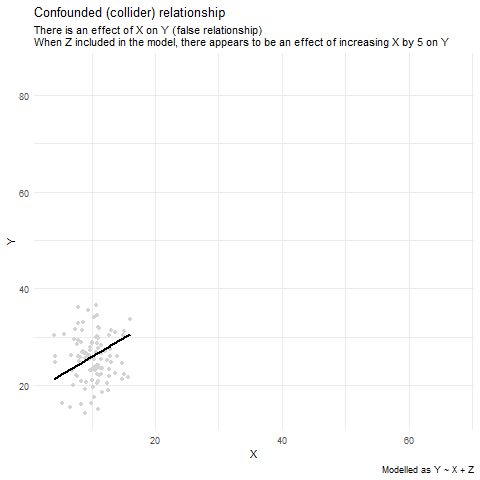 Confounded (collider) relationship
There is an effect of X on Y (false relationship)
When Z included in the model, there appears to be an effect of increasing X by 5 on Y
80
60
40
20
Y
20 40 60
X
Modelled as Y ~ X + Z